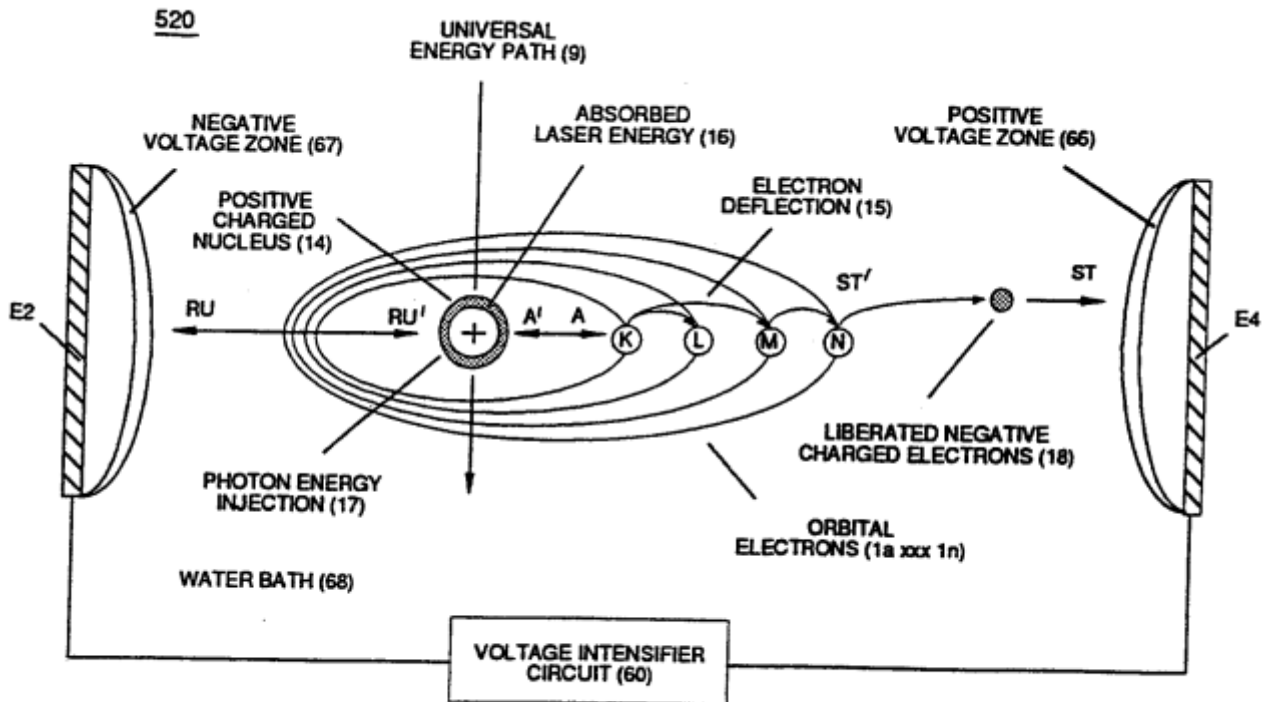 520
UNIVERSAL
ENERGY PATH (9)
NEGATIVE
VOLTAGE ZONE (67)
ABSORBED
LASER ENERGY (16)
POSITIVE
VOLTAGE ZONE (66)
POSITIVE
CHARGED
NUCLEUS (14)
ELECTRON
DEFLECTION (15)
E2
RU
RU'
+
A'
A
K
L
M
N
ST'
ST
E4
LIBERATED NEGATIVE
CHARGED ELECTRONS (18)
PHOTON ENERGY
INJECTION (17)
ORBITAL
ELECTRONS (1a xxx 1n)
WATER BATH (68)
VOLTAGE INTENSIFIER
CIRCUIT (60)